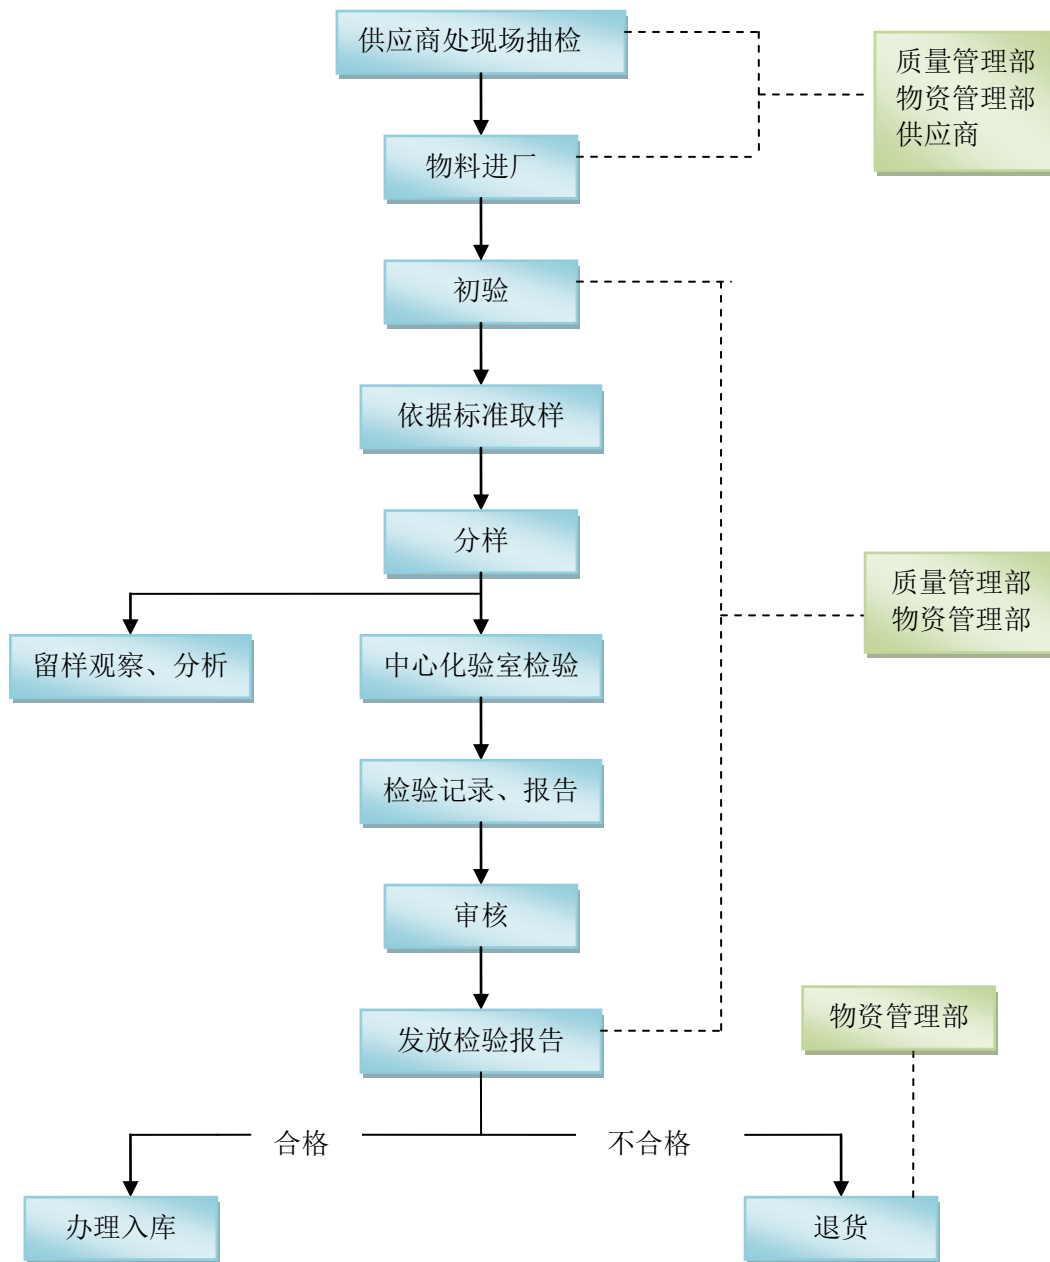 供应商处现场抽检
质量管理部
物资管理部
供应商
物料进厂
初验
依据标准取样
分样
质量管理部
物资管理部
留样观察、分析
中心化验室检验
检验记录、报告
审核
物资管理部
发放检验报告
合格
不合格
办理入库
退货